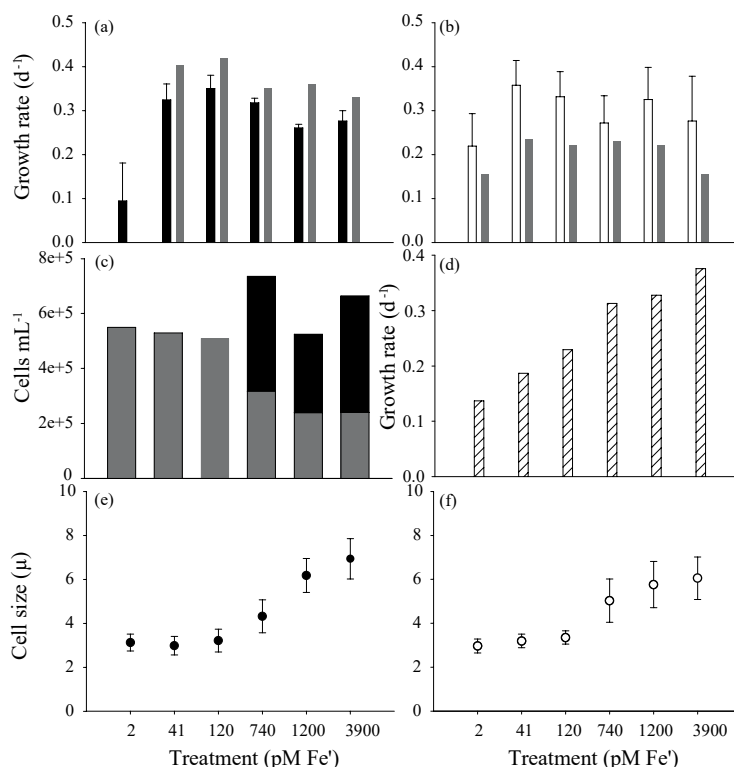 (a)
(b)
0.5
0.4
0.3
0.2
0.1
0.0
Growth rate (d⁻¹)
0.5
0.4
0.3
0.2
0.1
0.0
(c)
(d)
8e+5
6e+5
4e+5
2e+5
0
Cells mL⁻¹
0.4
0.3
0.2
0.1
0.0
Growth rate (d⁻¹)
(e)
(f)
10
8
6
4
2
0
Cell size (μ)
10
8
6
4
2
0
2 41 120 740 1200 3900
2 41 120 740 1200 3900
Treatment (pM Fe')
Treatment (pM Fe')